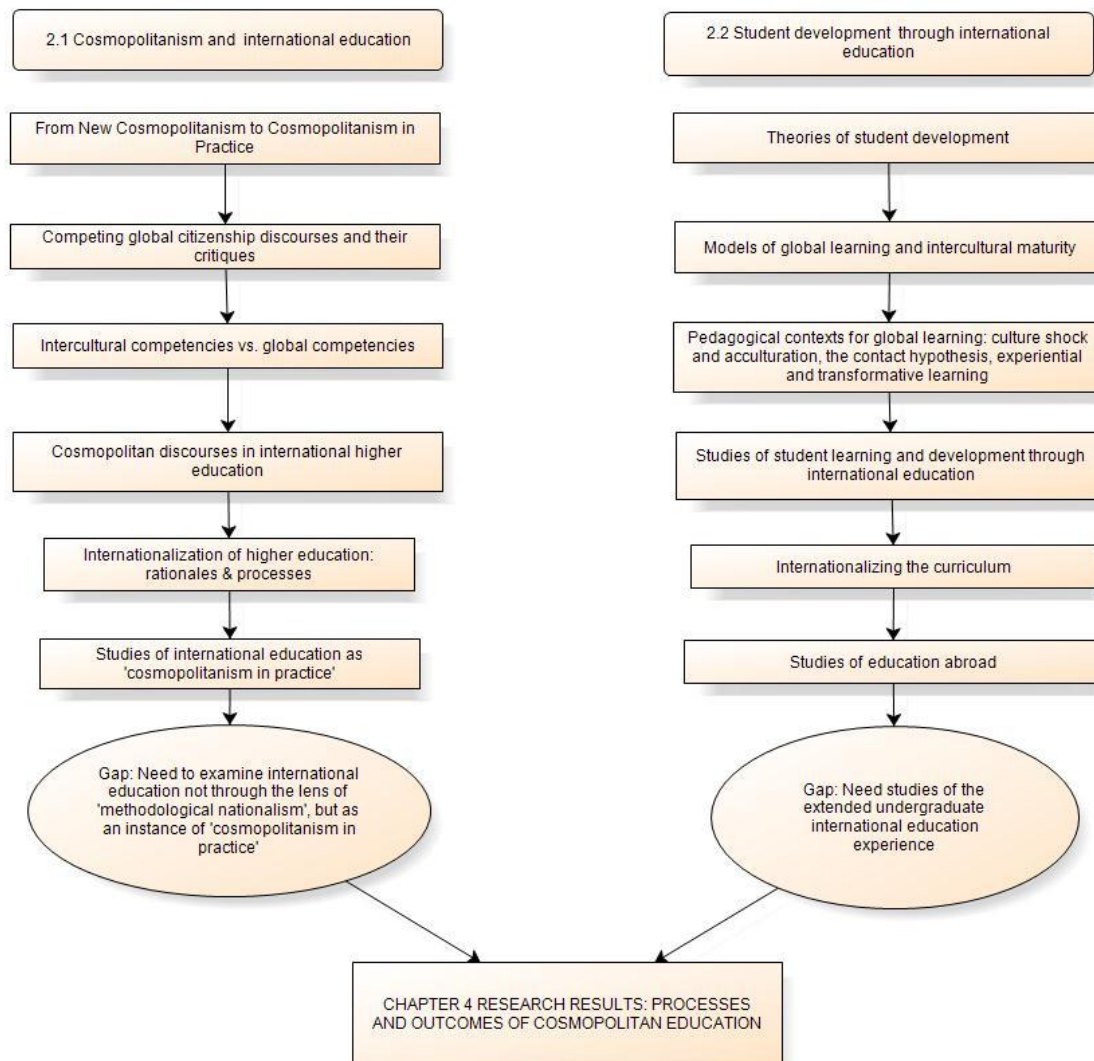 2.1 Cosmopolitanism and international education
From New Cosmopolitanism to Cosmopolitanism in
Practice
Competing global citizenship discourses and their
critiques
Intercultural competencies vs. global competencies
Cosmopolitan discourses in international higher
education
Internationalization of higher education:
rationales & processes
Studies of international education as
'cosmopolitanism in practice'
Gap: Need to examine international
education not through the lens of
'methodological nationalism', but as
an instance of 'cosmopolitanism in
practice'
2.2 Student development through international
education
Theories of student development
Models of global learning and intercultural maturity
Pedagogical contexts for global learning: culture shock
and acculturation, the contact hypothesis, experiential
and transformative learning
Studies of student learning and development through
international education
Internationalizing the curriculum
Studies of education abroad
Gap: Need studies of the
extended undergraduate
international education
experience
CHAPTER 4 RESEARCH RESULTS: PROCESSES
AND OUTCOMES OF COSMOPOLITAN EDUCATION